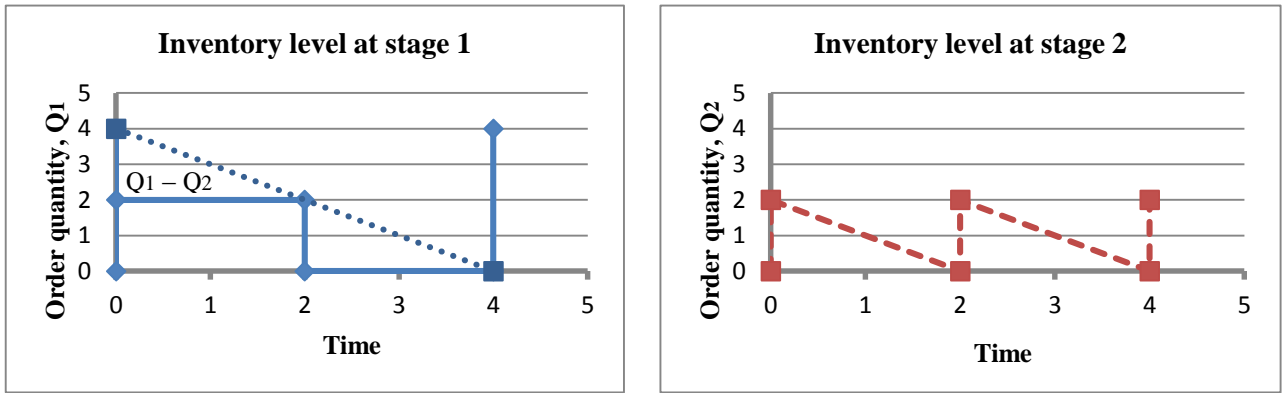 Inventory level at stage 1
Order quantity, Q1
5
4
3
2
1
0
Q1 – Q2
0 1 2 3 4 5
Time
Inventory level at stage 2
Order quantity, Q2
5
4
3
2
1
0
0 1 2 3 4 5
Time